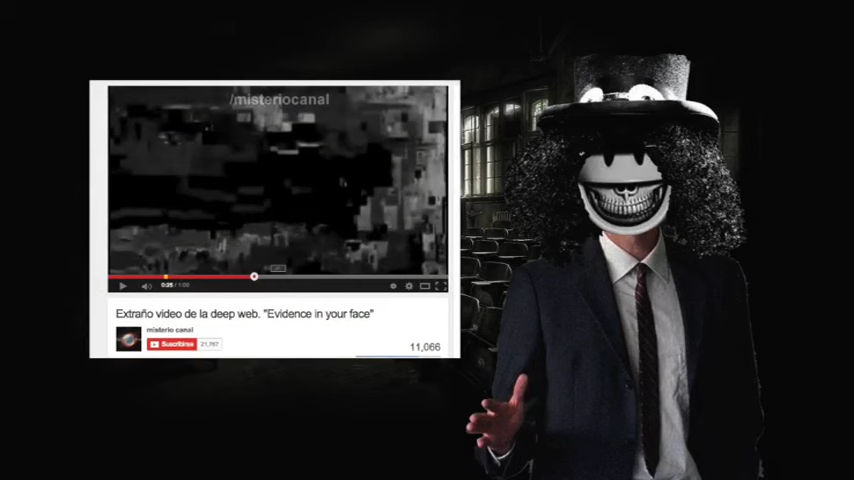 /misteriocanal
0:25 / 1:00
Extraño video de la deep web. "Evidence in your face"
misterio canal
Suscribirse 21,767
11,066